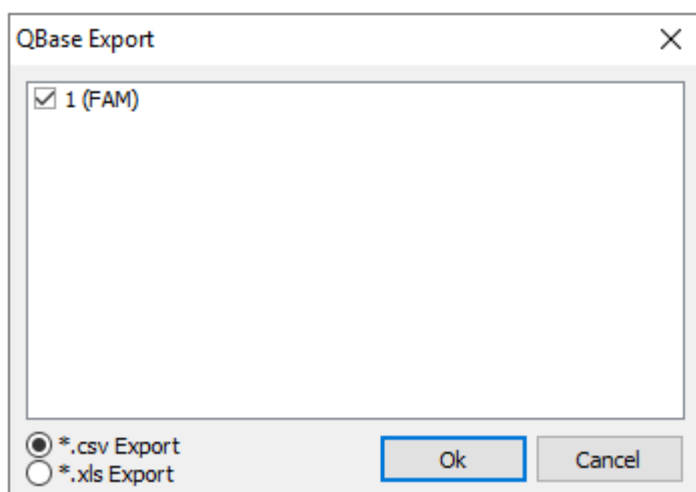 QBase Export
1 (FAM)
*.csv Export
*.xls Export
Ok
Cancel